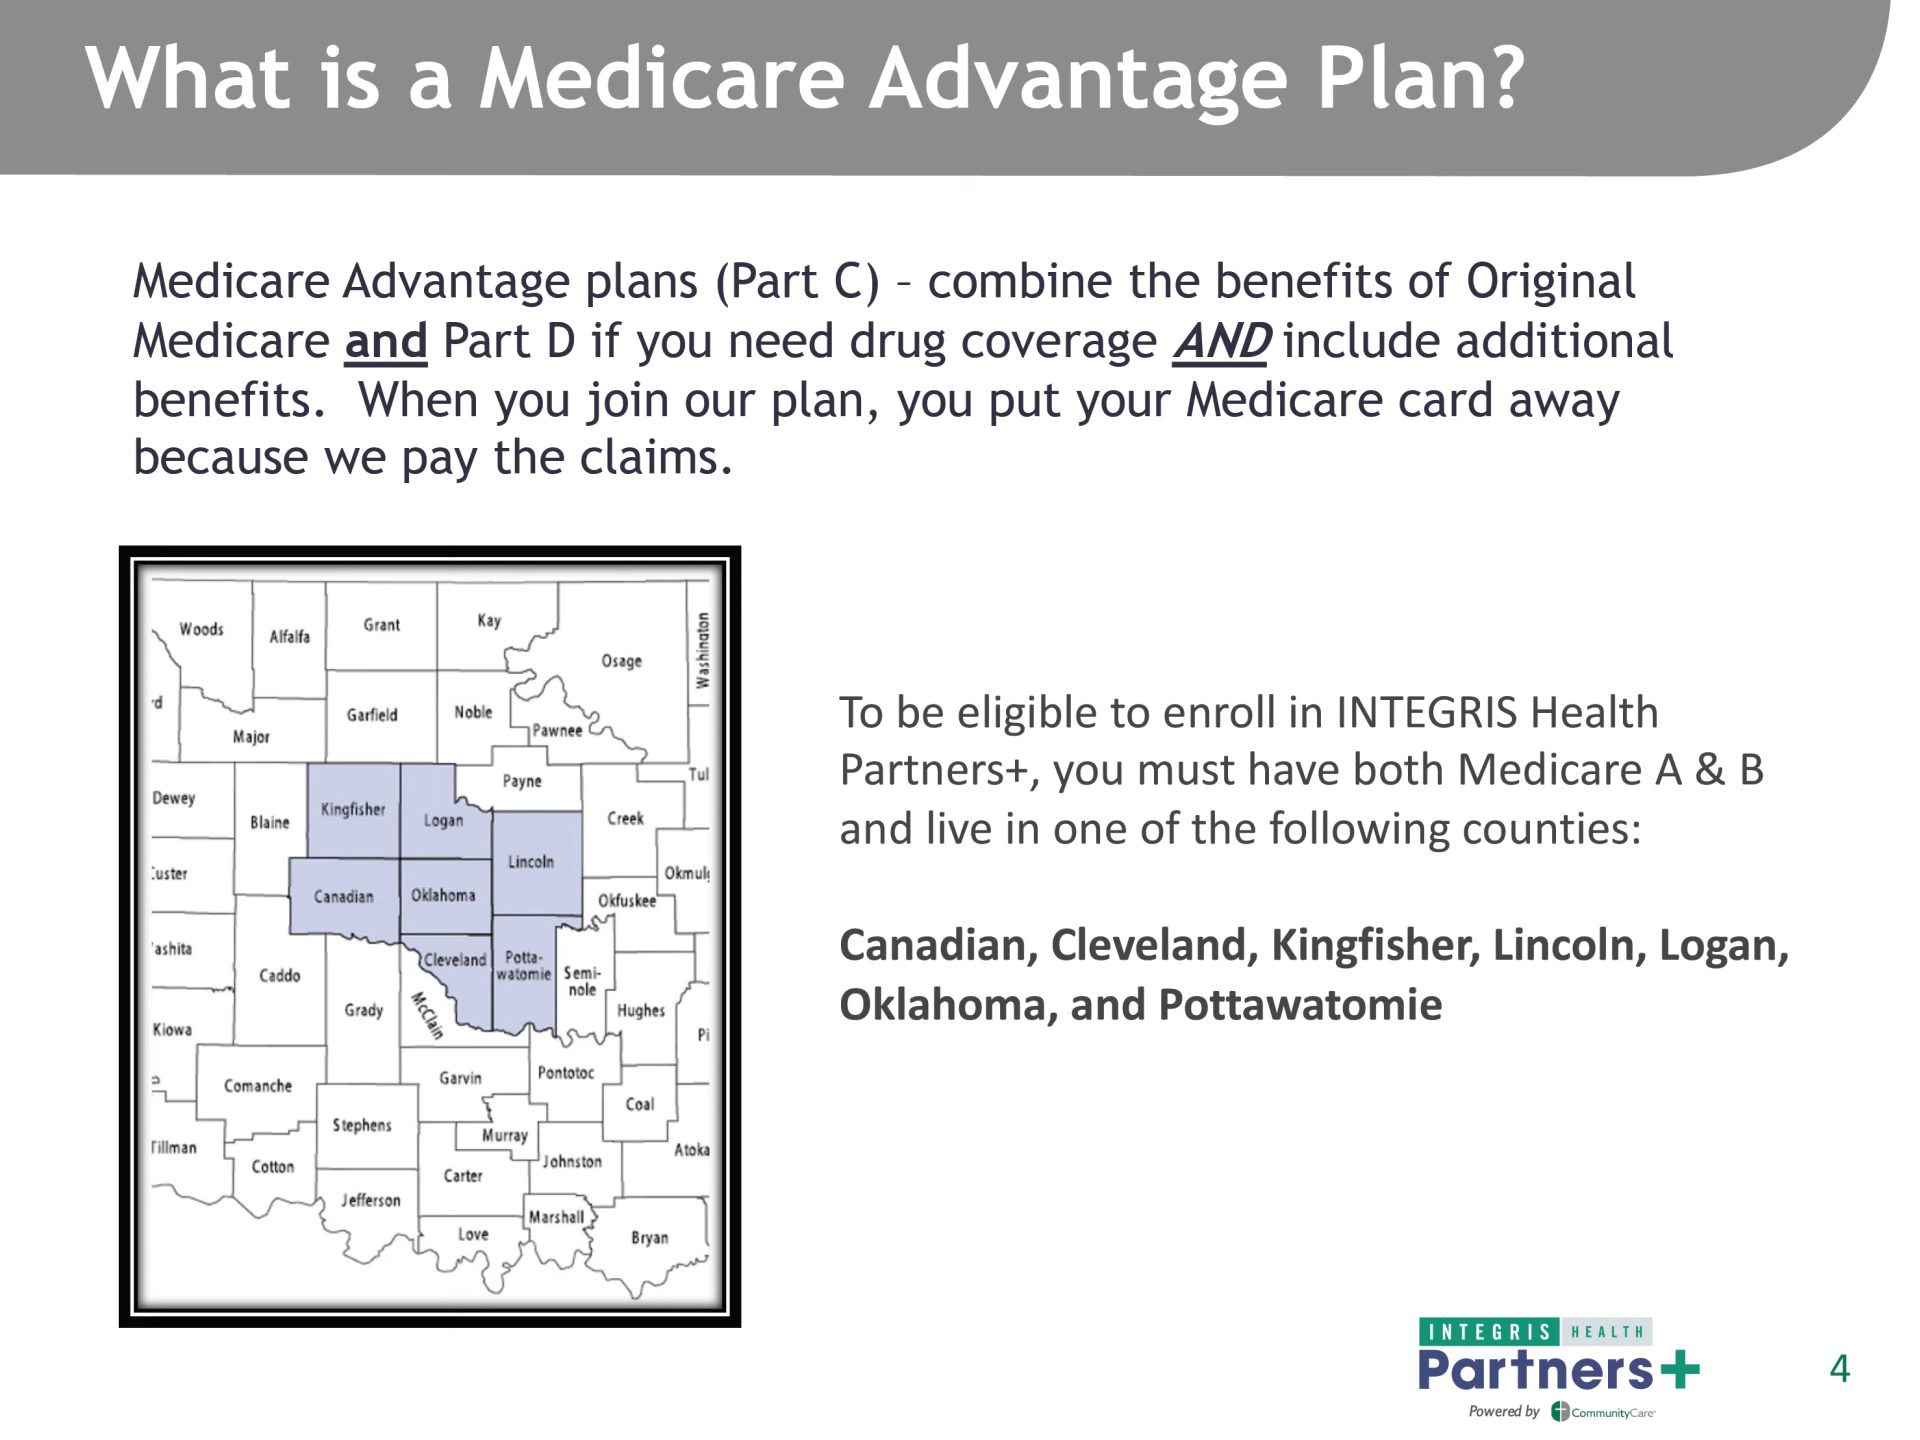 What is a Medicare Advantage Plan?
Medicare Advantage plans (Part C) – combine the benefits of Original
Medicare and Part D if you need drug coverage AND include additional
benefits.  When you join our plan, you put your Medicare card away
because we pay the claims.
Woods
Alfalfa
Grant
Kay
Osage
Washington
rd
Major
Garfield
Noble
Pawnee
Dewey
Blaine
Kingfisher
Logan
Payne
Tul
Creek
Lincoln
Custer
Canadian
Oklahoma
Okmulg
Okfuskee
ashita
Caddo
Cleveland
Potta-
watomie
Semi-
nole
Grady
McClain
Hughes
Kiowa
Pi
Comanche
Garvin
Pontotoc
Coal
Stephens
Murray
Tillman
Cotton
Carter
Johnston
Atoka
Jefferson
Love
Marshall
Bryan
To be eligible to enroll in INTEGRIS Health
Partners+, you must have both Medicare A & B
and live in one of the following counties:
Canadian, Cleveland, Kingfisher, Lincoln, Logan,
Oklahoma, and Pottawatomie
INTEGRIS HEALTH
Partners+
Powered by CommunityCare
4